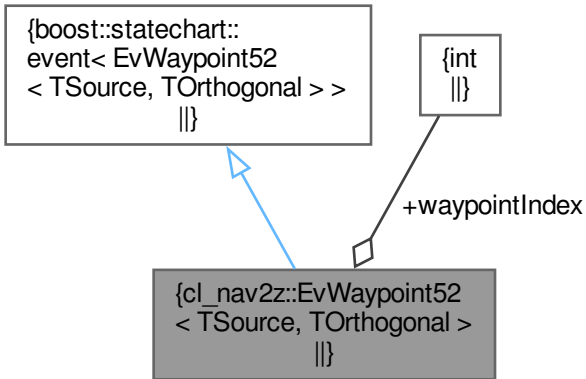 {boost::statechart::
event< EvWaypoint52
< TSource, TOrthogonal > >
||}
{int
||}
+waypointIndex
{cl_nav2z::EvWaypoint52
< TSource, TOrthogonal >
||}